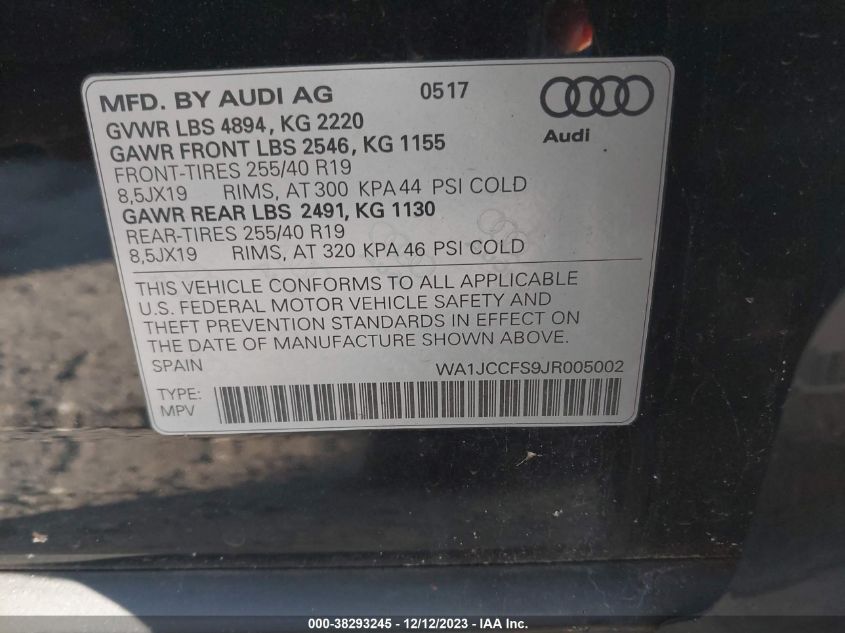 MFD. BY AUDI AG 0517
Audi
GVWR LBS 4894, KG 2220
GAWR FRONT LBS 2546, KG 1155
FRONT-TIRES 255/40 R19
8,5JX19 RIMS, AT 300 KPA 44 PSI COLD
GAWR REAR LBS 2491, KG 1130
REAR-TIRES 255/40 R19
8,5JX19 RIMS, AT 320 KPA 46 PSI COLD
THIS VEHICLE CONFORMS TO ALL APPLICABLE
U.S. FEDERAL MOTOR VEHICLE SAFETY AND
THEFT PREVENTION STANDARDS IN EFFECT ON
THE DATE OF MANUFACTURE SHOWN ABOVE.
SPAIN WA1JCCFS9JR005002
TYPE:
MPV
000-38293245 - 12/12/2023 - IAA Inc.